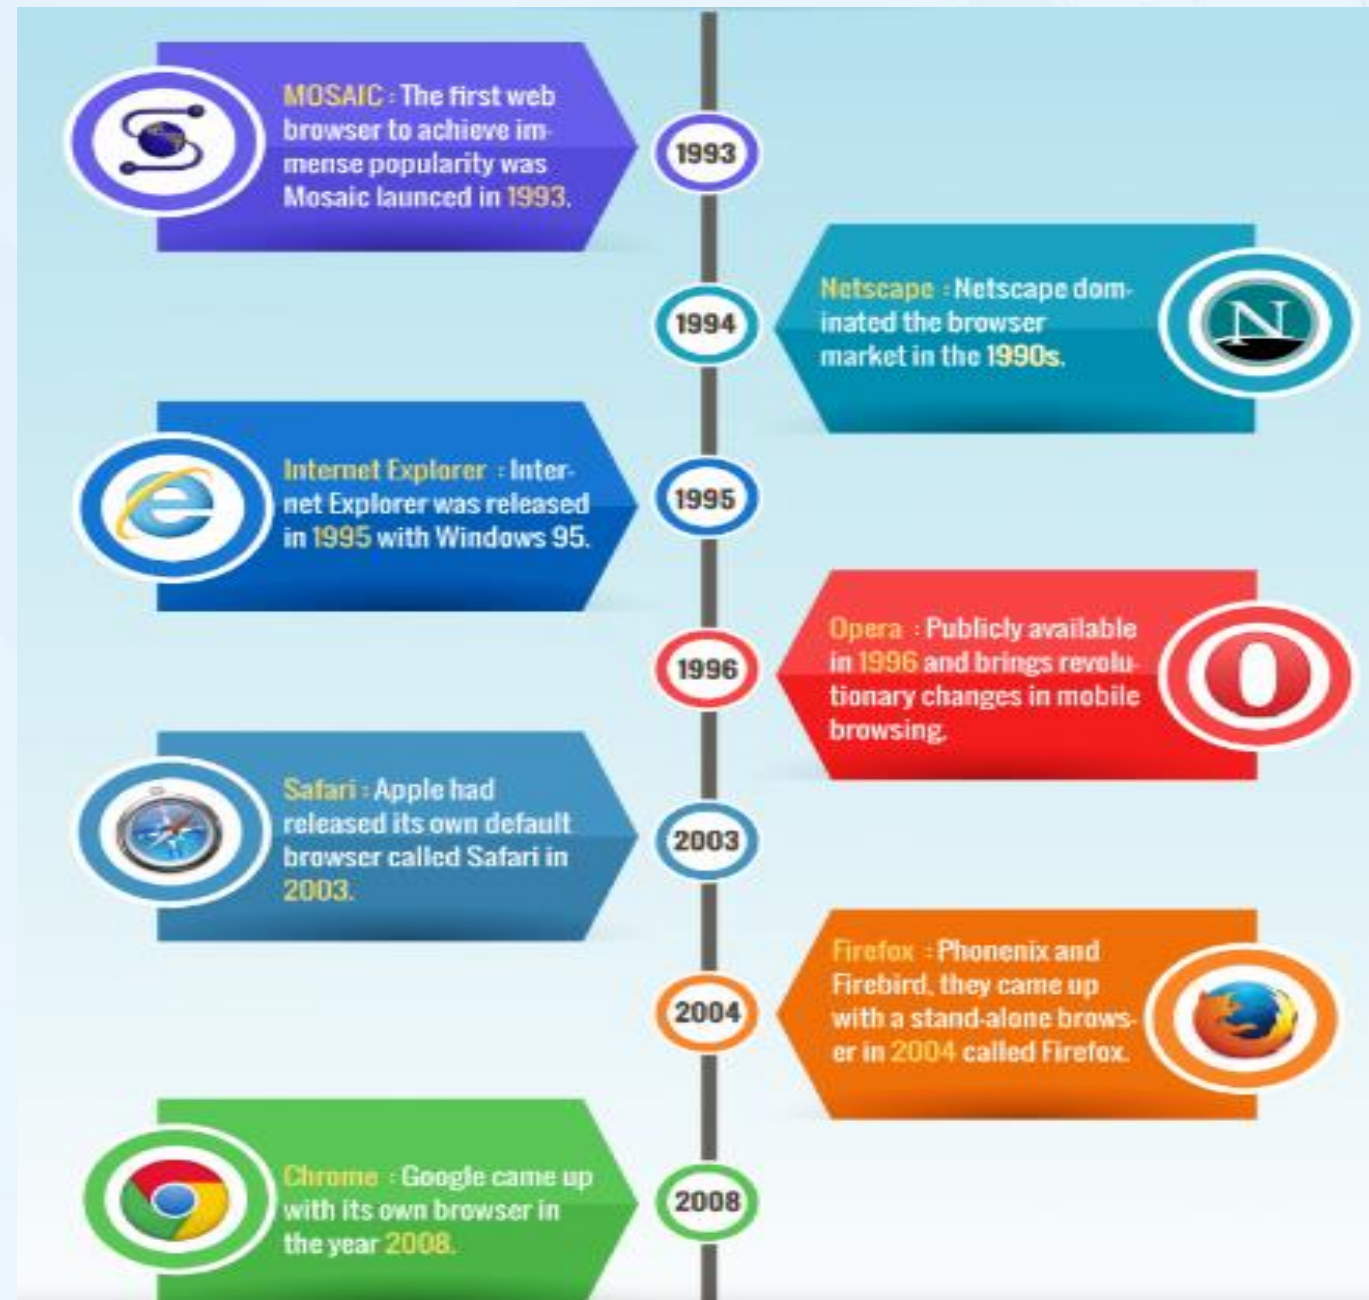 MOSAIC : The first web
browser to achieve im-
mense popularity was
Mosaic launced in 1993.
1993
Netscape : Netscape dom-
inated the browser
market in the 1990s.
N
1994
Internet Explorer : Inter-
net Explorer was released
in 1995 with Windows 95.
1995
Opera : Publicly available
in 1996 and brings revolu-
tionary changes in mobile
browsing.
1996
Safari : Apple had
released its own default
browser called Safari in
2003.
2003
Firefox : Phonenix and
Firebird, they came up
with a stand-alone brows-
er in 2004 called Firefox.
2004
Chrome : Google came up
with its own browser in
the year 2008.
2008